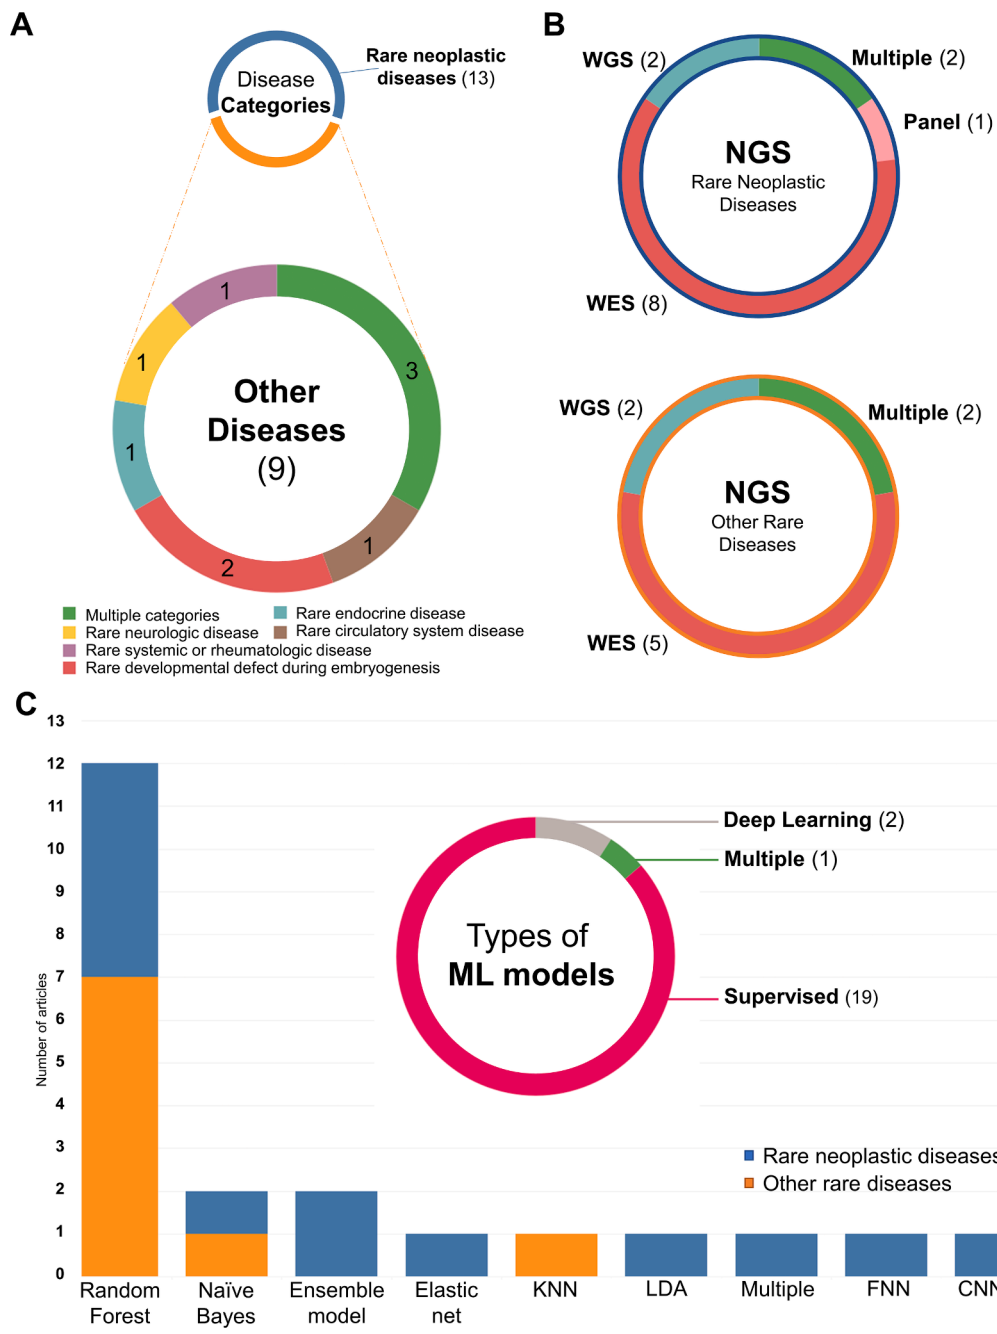 A
Disease
Categories
Rare neoplastic
diseases (13)
1
3
1
1
2
1
Other
Diseases
(9)
Multiple categories
Rare endocrine disease
Rare neurologic disease
Rare circulatory system disease
Rare systemic or rheumatologic disease
Rare developmental defect during embryogenesis
B
WGS (2)
Multiple (2)
Panel (1)
NGS
Rare Neoplastic
Diseases
WES (8)
WGS (2)
Multiple (2)
NGS
Other Rare
Diseases
WES (5)
C
13
12
11
10
9
8
7
6
5
4
3
2
1
0
Number of articles
Deep Learning (2)
Multiple (1)
Types of
ML models
Supervised (19)
Rare neoplastic diseases
Other rare diseases
Random
Forest
Naïve
Bayes
Ensemble
model
Elastic
net
KNN
LDA
Multiple
FNN
CNN